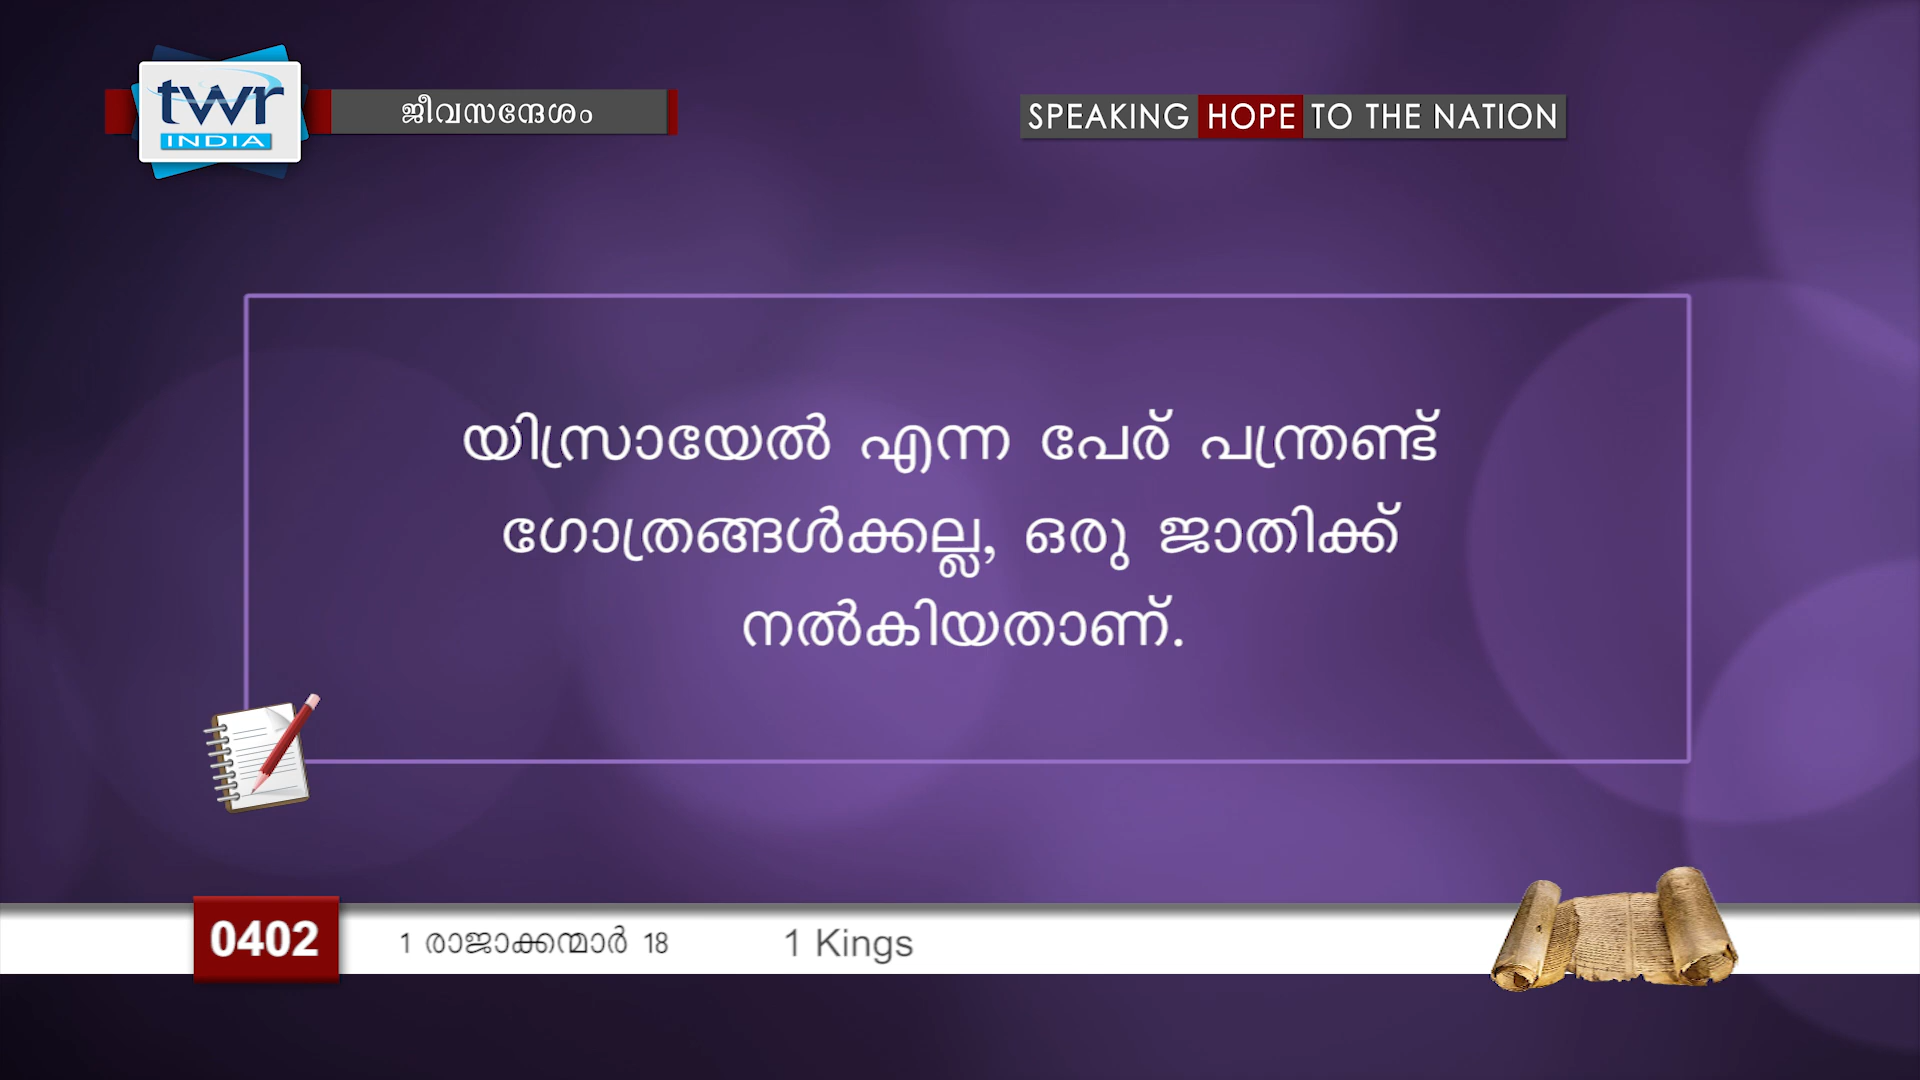 twr
INDIA
ജീവസന്ദേശം
SPEAKING HOPE TO THE NATION
യിസ്രായേൽ എന്ന പേര് പന്ത്രണ്ട്
ഗോത്രങ്ങൾക്കല്ല, ഒരു ജാതിക്ക്
നൽകിയതാണ്.
0402
1 രാജാക്കന്മാർ 18
1 Kings